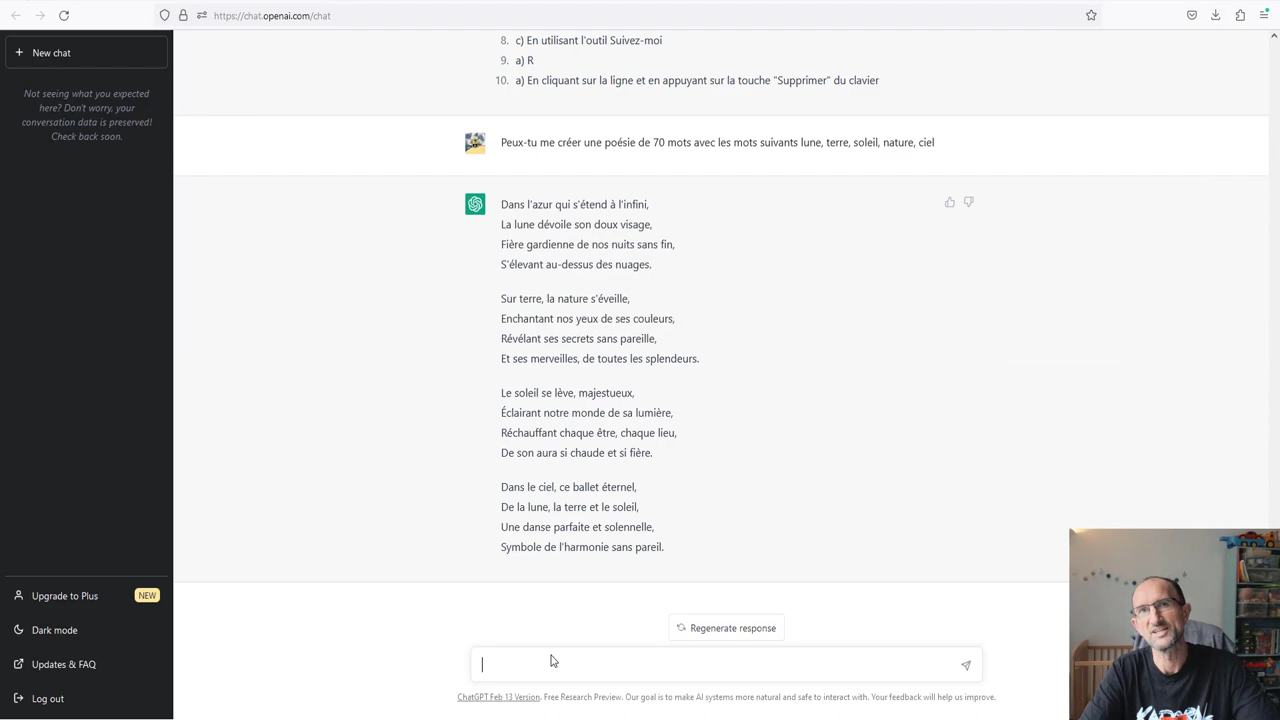 https://chat.openai.com/chat
New chat
Not seeing what you expected
here? Don't worry, your
conversation data is preserved!
Check back soon.
8. c) En utilisant l'outil Suivez-moi
9. a) R
10. a) En cliquant sur la ligne et en appuyant sur la touche "Supprimer" du clavier
Peux-tu me créer une poésie de 70 mots avec les mots suivants lune, terre, soleil, nature, ciel
Dans l'azur qui s'étend à l'infini,
La lune dévoile son doux visage,
Fière gardienne de nos nuits sans fin,
S'élevant au-dessus des nuages.
Sur terre, la nature s'éveille,
Enchantant nos yeux de ses couleurs,
Révélant ses secrets sans pareille,
Et ses merveilles, de toutes les splendeurs.
Le soleil se lève, majestueux,
Éclairant notre monde de sa lumière,
Réchauffant chaque être, chaque lieu,
De son aura si chaude et si fière.
Dans le ciel, ce ballet éternel,
De la lune, la terre et le soleil,
Une danse parfaite et solennelle,
Symbole de l'harmonie sans pareil.
Upgrade to Plus NEW
Dark mode
Updates & FAQ
Log out
Regenerate response
ChatGPT Feb 13 Version. Free Research Preview. Our goal is to make AI systems more natural and safe to interact with. Your feedback will help us improve.